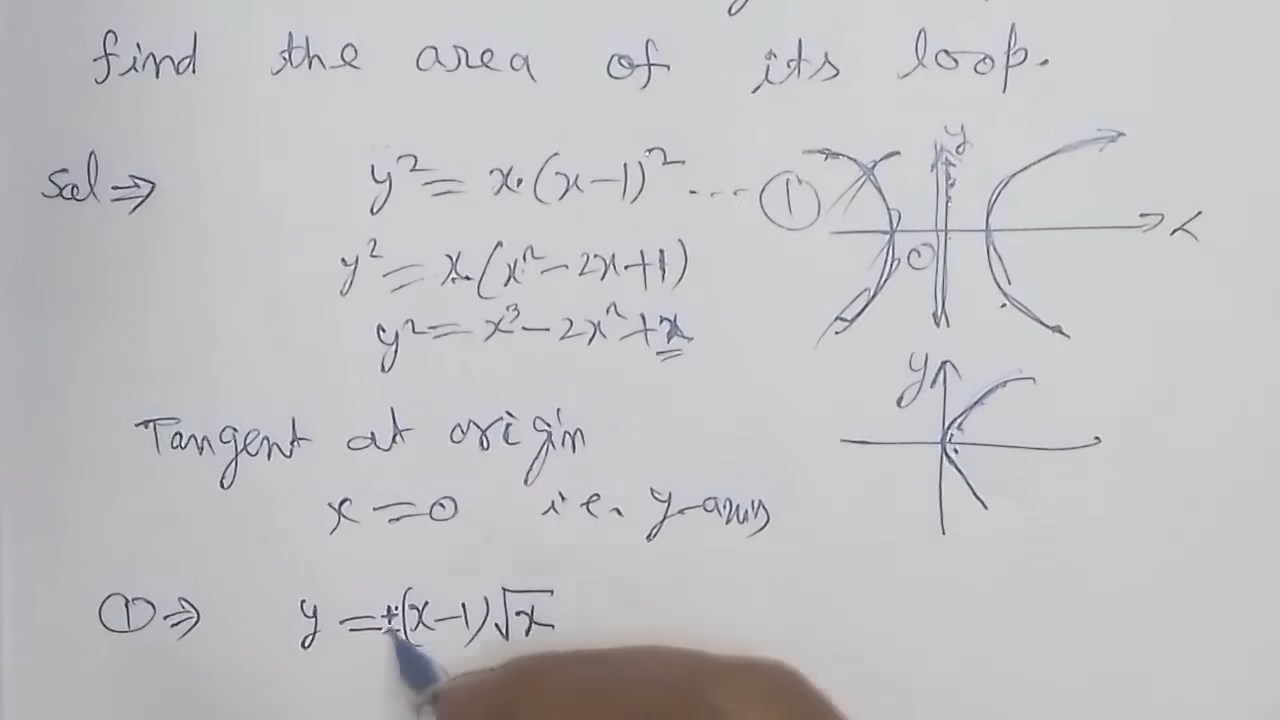 find the area of its loop.
Sol ⇒ y² = x.(x-1)² ... ①
y² = x.(x²-2x+1)
y² = x³-2x²+x
Tangent at origin
x = 0 i.e. y-axis
① ⇒ y = ±(x-1)√x
y
0
y